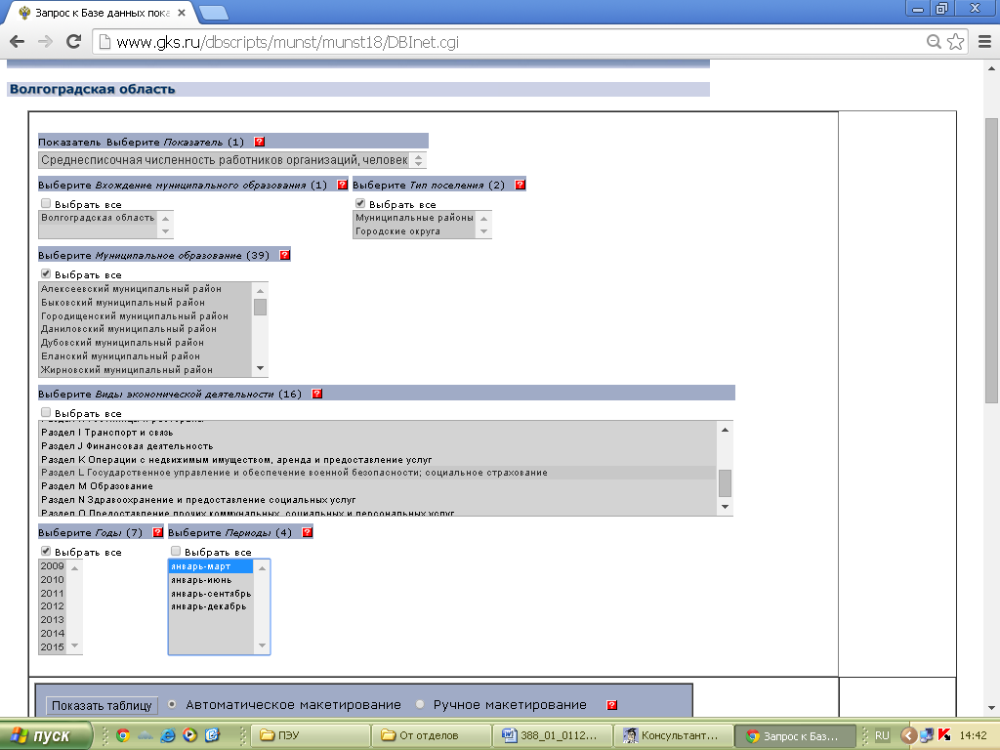 Запрос к Базе данных пока
www.gks.ru/dbscripts/munst/munst18/DBInet.cgi
Волгоградская область
Показатель Выберите Показатель (1) ?
Среднесписочная численность работников организаций, человек
Выберите Вхождение муниципального образования (1) ? Выберите Тип поселения (2) ?
Выбрать все Выбрать все
Волгоградская область Муниципальные районы
Городские округа
Выберите Муниципальное образование (39) ?
Выбрать все
Алексеевский муниципальный район
Быковский муниципальный район
Городищенский муниципальный район
Даниловский муниципальный район
Дубовский муниципальный район
Еланский муниципальный район
Жирновский муниципальный район
Выберите Виды экономической деятельности (16) ?
Выбрать все
Раздел I Транспорт и связь
Раздел J Финансовая деятельность
Раздел K Операции с недвижимым имуществом, аренда и предоставление услуг
Раздел L Государственное управление и обеспечение военной безопасности; социальное страхование
Раздел M Образование
Раздел N Здравоохранение и предоставление социальных услуг
Раздел O Предоставление прочих коммунальных, социальных и персональных услуг
Выберите Годы (7) ? Выберите Периоды (4) ?
Выбрать все Выбрать все
2009 январь-март
2010 январь-июнь
2011 январь-сентябрь
2012 январь-декабрь
2013
2014
2015
Показать таблицу Автоматическое макетирование Ручное макетирование ?
пуск ПЭУ От отделов 388_01_0112... Консультант... Запрос к Баз... RU 14:42